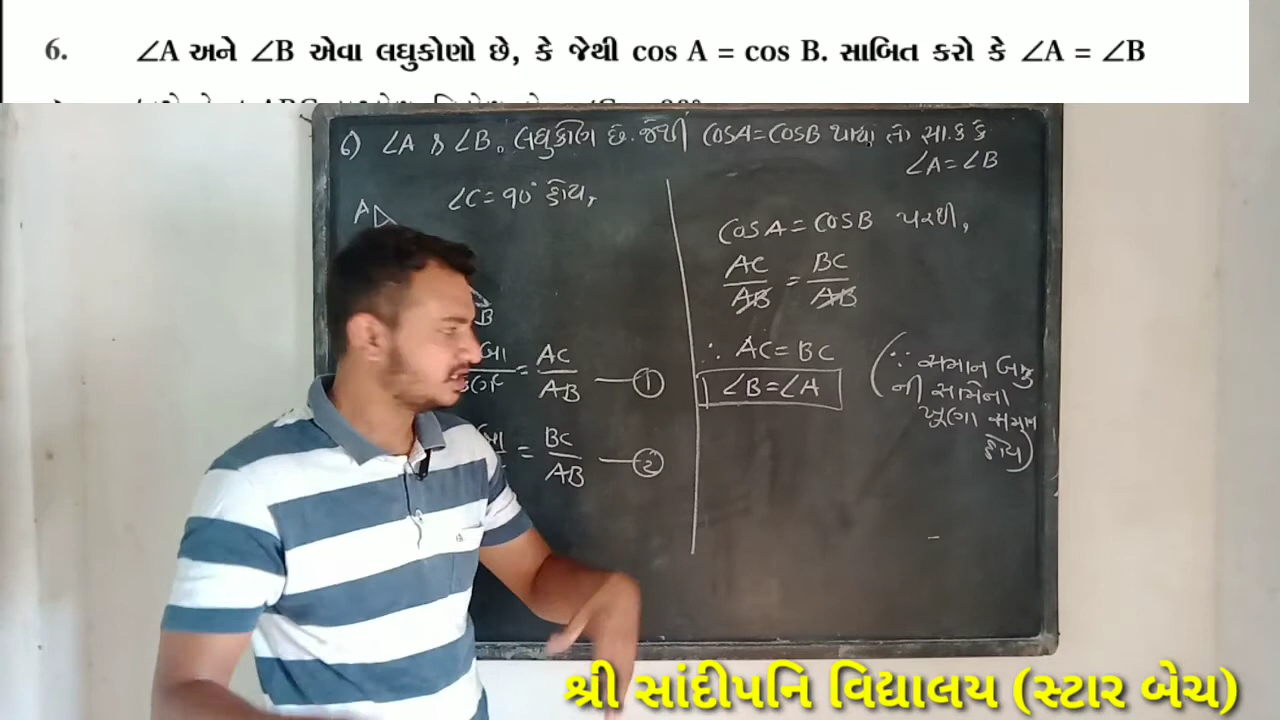 6. ∠A અને ∠B એવા લઘુકોણો છે, કે જેથી cos A = cos B. સાબિત કરો કે ∠A = ∠B
6) ∠A & ∠B લઘુકોણ છે. જેથી COSA=COSB થાય તો સા.ક કે
∠A=∠B
∠C=90° હોય,
A
B
બા
કર્ણ = AC/AB ① 
બા = BC/AB ②
COSA=COSB પરથી,
AC/AB = BC/AB
∴ AC=BC
∠B=∠A
(∵ સમાન બાજુ
ની સામેના
ખૂણા સમાન
હોય)
શ્રી સાંદીપનિ વિદ્યાલય (સ્ટાર બેચ)